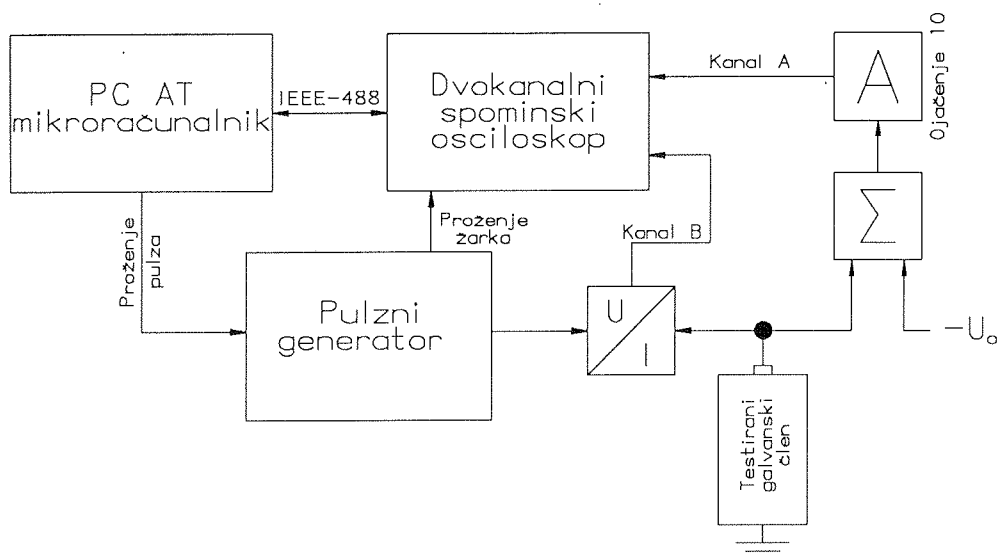 PC AT
mikroračunalnik
IEEE-488
Dvokanalni
spominski
osciloskop
Kanal A
A
Ojačenje 10
Σ
Proženje
pulza
Proženje
žarka
Kanal B
Pulzni
generator
U
I
-U₀
Testirani
galvanski
člen